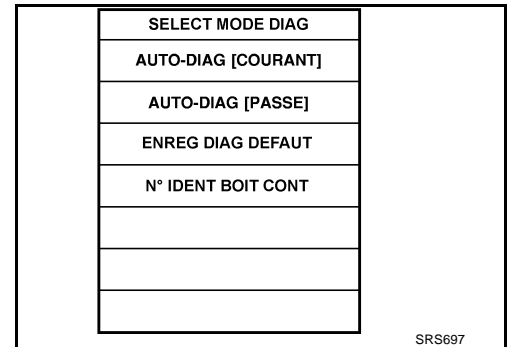 SELECT MODE DIAG
AUTO-DIAG [COURANT]
AUTO-DIAG [PASSE]
ENREG DIAG DEFAUT
N° IDENT BOIT CONT
SRS697